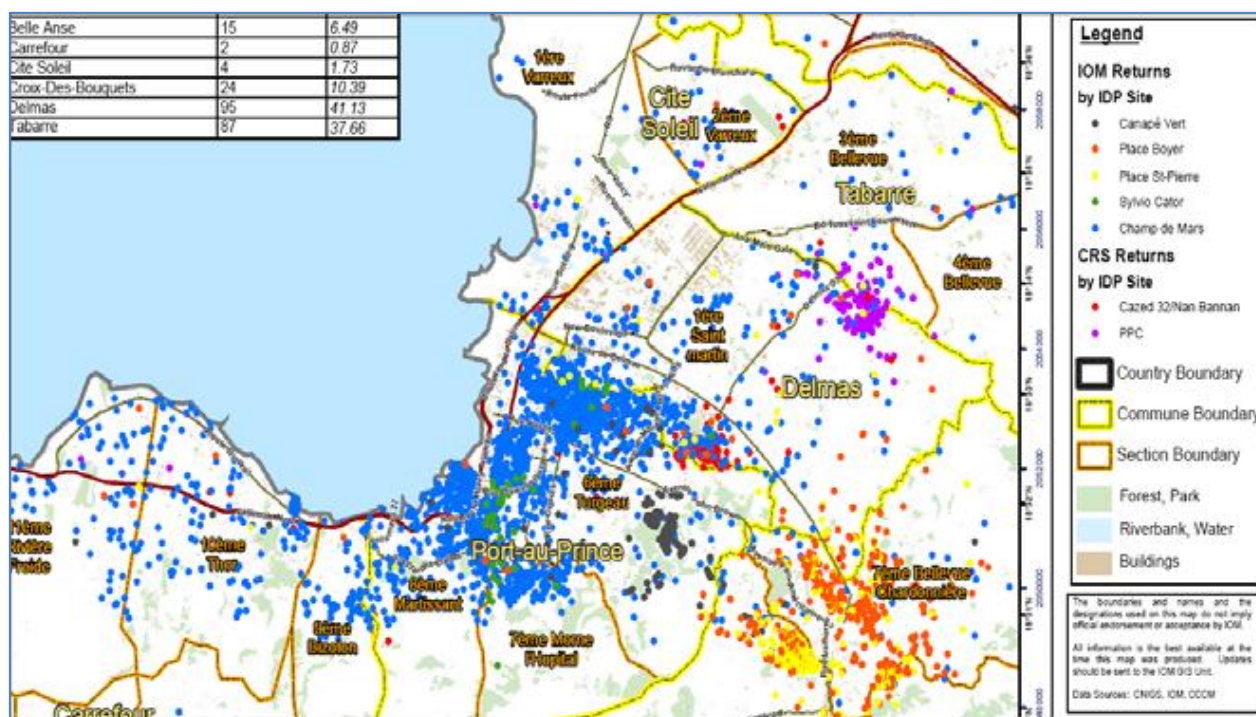 Belle Anse 15 6.49
Carrefour 2 0.87
Cite Soleil 4 1.73
Croix-Des-Bouquets 24 10.39
Delmas 95 41.13
Tabarre 87 37.66
1ère
Varreux
Cite
Soleil
2ème
Varreux
3ème
Bellevue
Tabarre
4ème
Bellevue
1ère
Saint
martin
Delmas
6ème
Turgeau
Port-au-Prince
7ème Bellevue
Chardonnière
10ème
Thor
8ème
Martissant
9ème
Bizoton
7ème Morne
l'Hopital
Carrefour
Legend
IOM Returns
by IDP Site
Canapé Vert
Place Boyer
Place St-Pierre
Sylvio Cator
Champ de Mars
CRS Returns
by IDP Site
Cazed 32/Nan Bannan
PPC
Country Boundary
Commune Boundary
Section Boundary
Forest, Park
Riverbank, Water
Buildings
The boundaries and names and the
designations used on this map do not imply
official endorsement or acceptance by IOM.
All information is the best available at the
time this map was produced. Updates
should be sent to the IOM GIS Unit.
Data Sources: CNIGS, IOM, CCCM